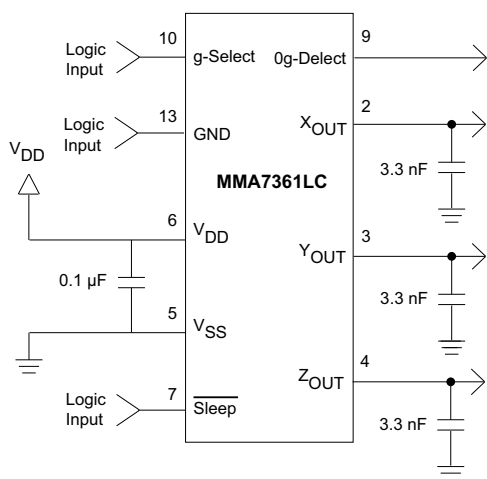 10
9
Logic
Input
g-Select
0g-Delect
13
2
Logic
Input
GND
XOUT
VDD
3.3 nF
MMA7361LC
6
VDD
3
YOUT
0.1 µF
3.3 nF
5
VSS
4
ZOUT
7
Logic
Input
Sleep
3.3 nF